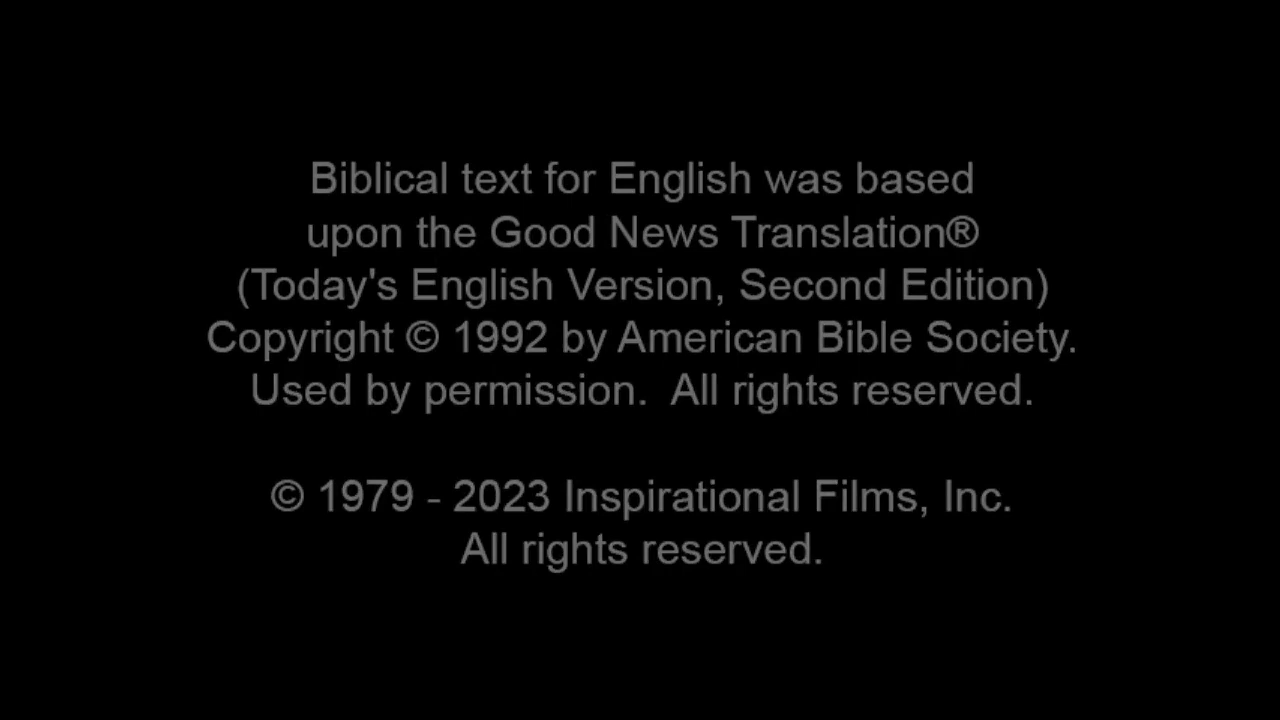 Biblical text for English was based
upon the Good News Translation®
(Today's English Version, Second Edition)
Copyright © 1992 by American Bible Society.
Used by permission.  All rights reserved.
© 1979 - 2023 Inspirational Films, Inc.
All rights reserved.